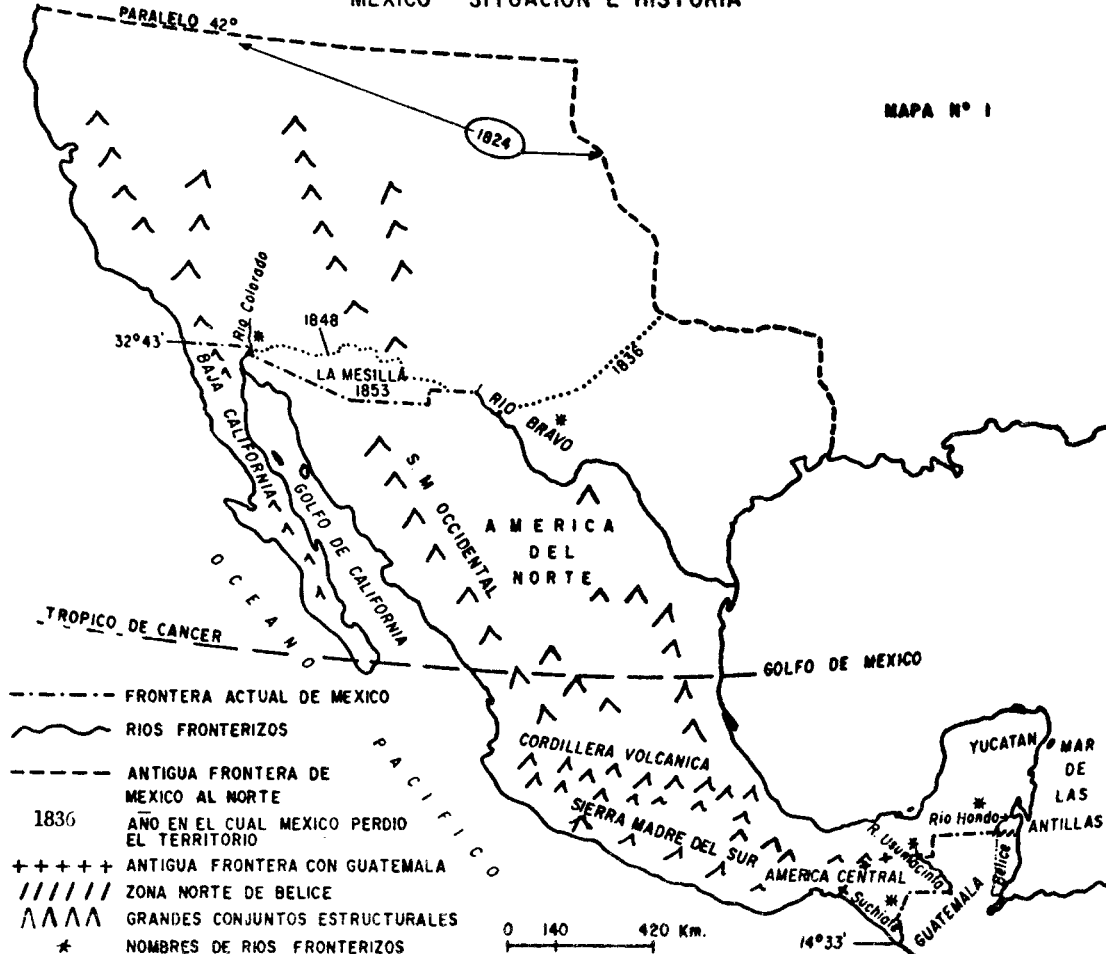 MEXICO SITUACION E HISTORIA
PARALELO 42°
MAPA N° 1
1824
Rio Colorado
1848
32°43'
LA MESILLA
1853
1836
RIO BRAVO
BAJA CALIFORNIA
GOLFO DE CALIFORNIA
S. M OCCIDENTAL
AMERICA
DEL
NORTE
OCEANO
PACIFICO
TROPICO DE CANCER
GOLFO DE MEXICO
FRONTERA ACTUAL DE MEXICO
RIOS FRONTERIZOS
ANTIGUA FRONTERA DE
MEXICO AL NORTE
1836
AÑO EN EL CUAL MEXICO PERDIO
EL TERRITORIO
+++++ ANTIGUA FRONTERA CON GUATEMALA
ZONA NORTE DE BELICE
GRANDES CONJUNTOS ESTRUCTURALES
* NOMBRES DE RIOS FRONTERIZOS
CORDILLERA VOLCANICA
SIERRA MADRE DEL SUR
AMERICA CENTRAL
YUCATAN
MAR
DE
LAS
ANTILLAS
Rio Hondo
R. Usumacinta
Belice
Suchiate
GUATEMALA
14°33'
0 140 420 Km.